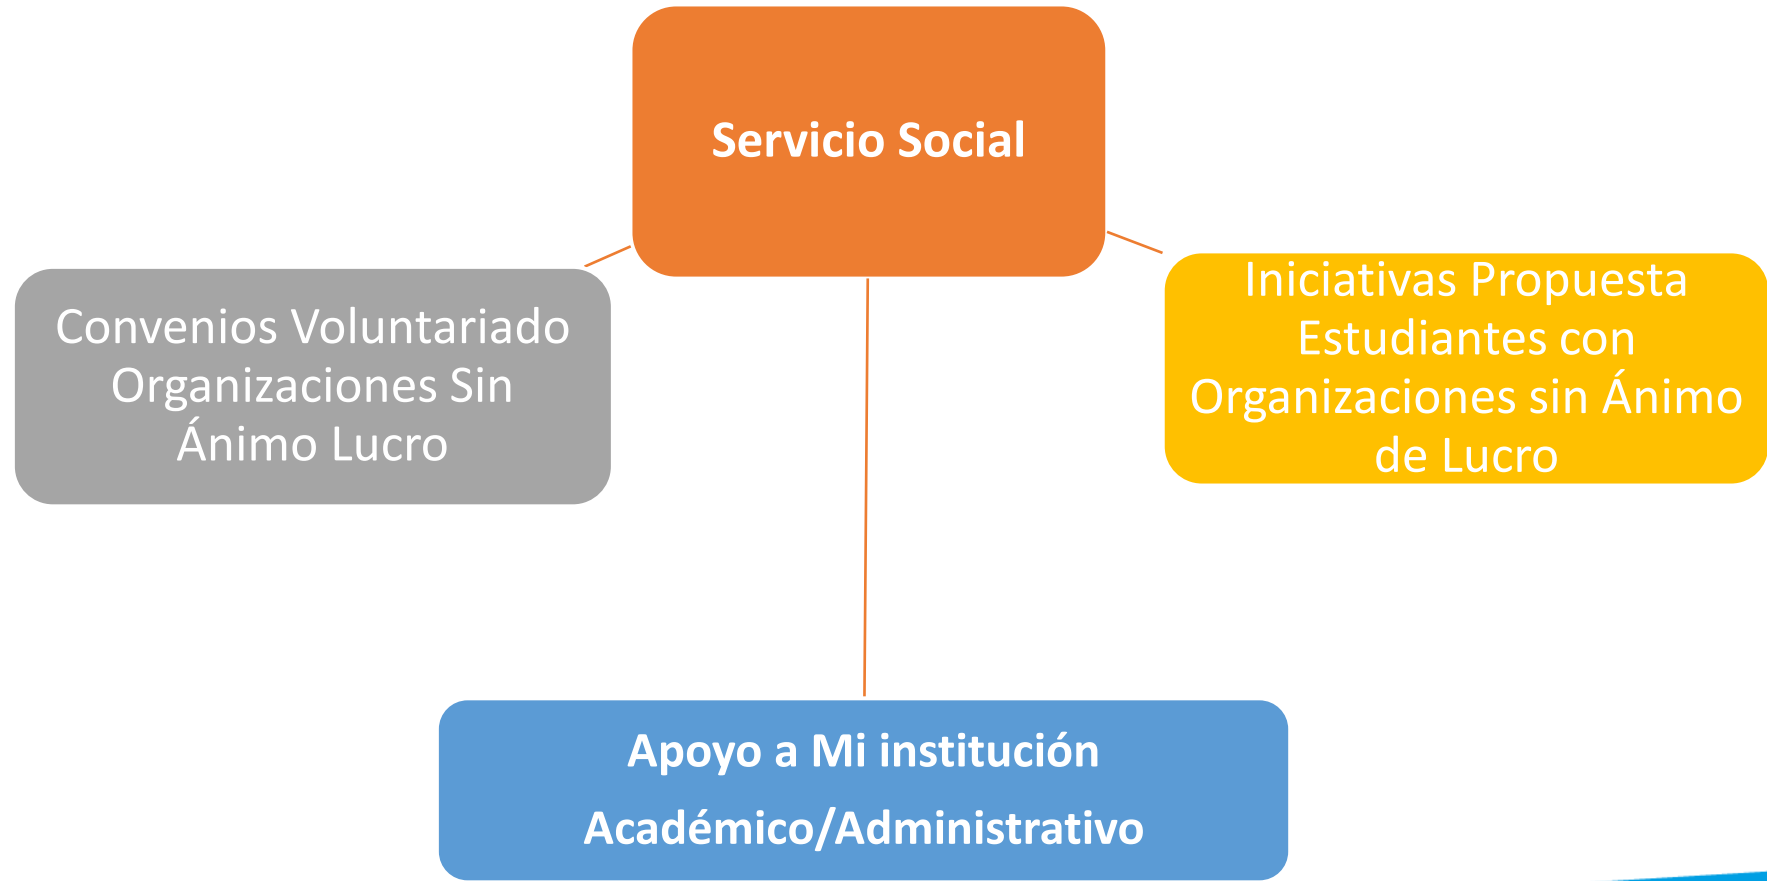 Servicio Social
Convenios Voluntariado
Organizaciones Sin
Ánimo Lucro
Iniciativas Propuesta
Estudiantes con
Organizaciones sin Ánimo
de Lucro
Apoyo a Mi institución
Académico/Administrativo